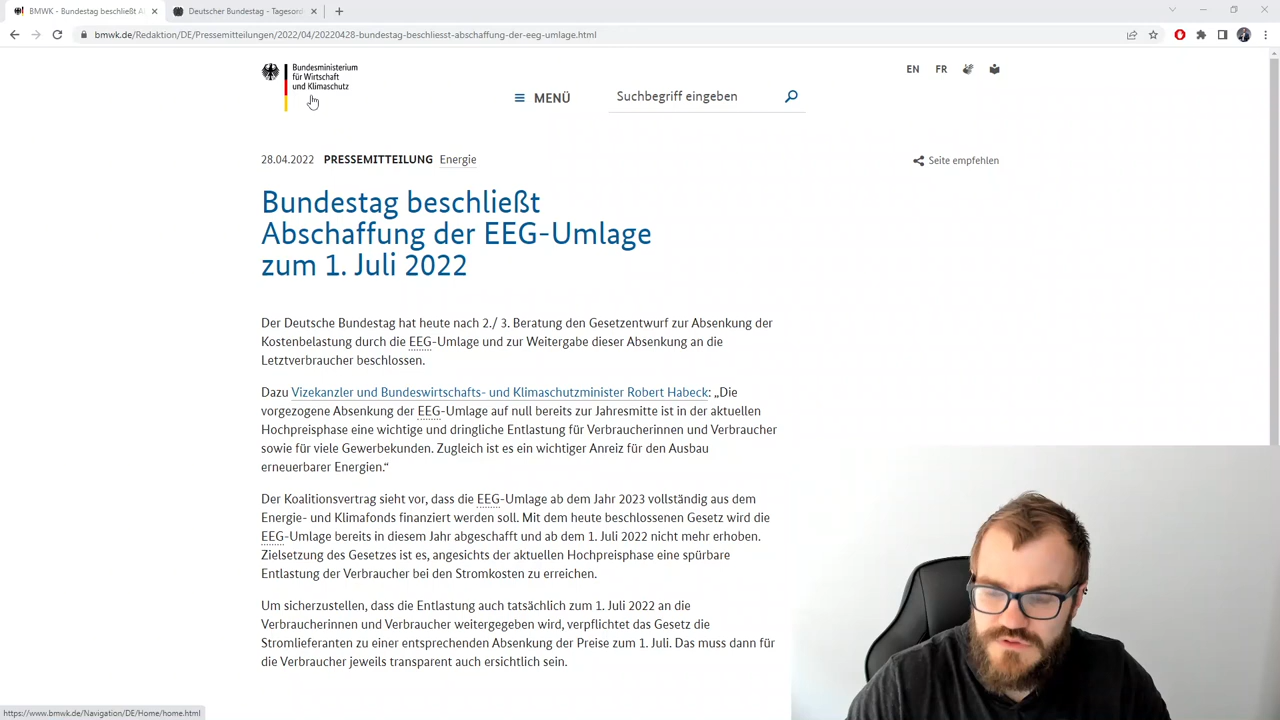 BMWK - Bundestag beschließt A
Deutscher Bundestag - Tagesord
bmwk.de/Redaktion/DE/Pressemitteilungen/2022/04/20220428-bundestag-beschliesst-abschaffung-der-eeg-umlage.html
Bundesministerium
für Wirtschaft
und Klimaschutz
MENÜ
Suchbegriff eingeben
EN FR
28.04.2022 PRESSEMITTEILUNG Energie
Seite empfehlen
Bundestag beschließt
Abschaffung der EEG-Umlage
zum 1. Juli 2022
Der Deutsche Bundestag hat heute nach 2./ 3. Beratung den Gesetzentwurf zur Absenkung der
Kostenbelastung durch die EEG-Umlage und zur Weitergabe dieser Absenkung an die
Letztverbraucher beschlossen.
Dazu Vizekanzler und Bundeswirtschafts- und Klimaschutzminister Robert Habeck: „Die
vorgezogene Absenkung der EEG-Umlage auf null bereits zur Jahresmitte ist in der aktuellen
Hochpreisphase eine wichtige und dringliche Entlastung für Verbraucherinnen und Verbraucher
sowie für viele Gewerbekunden. Zugleich ist es ein wichtiger Anreiz für den Ausbau
erneuerbarer Energien.“
Der Koalitionsvertrag sieht vor, dass die EEG-Umlage ab dem Jahr 2023 vollständig aus dem
Energie- und Klimafonds finanziert werden soll. Mit dem heute beschlossenen Gesetz wird die
EEG-Umlage bereits in diesem Jahr abgeschafft und ab dem 1. Juli 2022 nicht mehr erhoben.
Zielsetzung des Gesetzes ist es, angesichts der aktuellen Hochpreisphase eine spürbare
Entlastung der Verbraucher bei den Stromkosten zu erreichen.
Um sicherzustellen, dass die Entlastung auch tatsächlich zum 1. Juli 2022 an die
Verbraucherinnen und Verbraucher weitergegeben wird, verpflichtet das Gesetz die
Stromlieferanten zu einer entsprechenden Absenkung der Preise zum 1. Juli. Das muss dann für
die Verbraucher jeweils transparent auch ersichtlich sein.
https://www.bmwk.de/Navigation/DE/Home/home.html